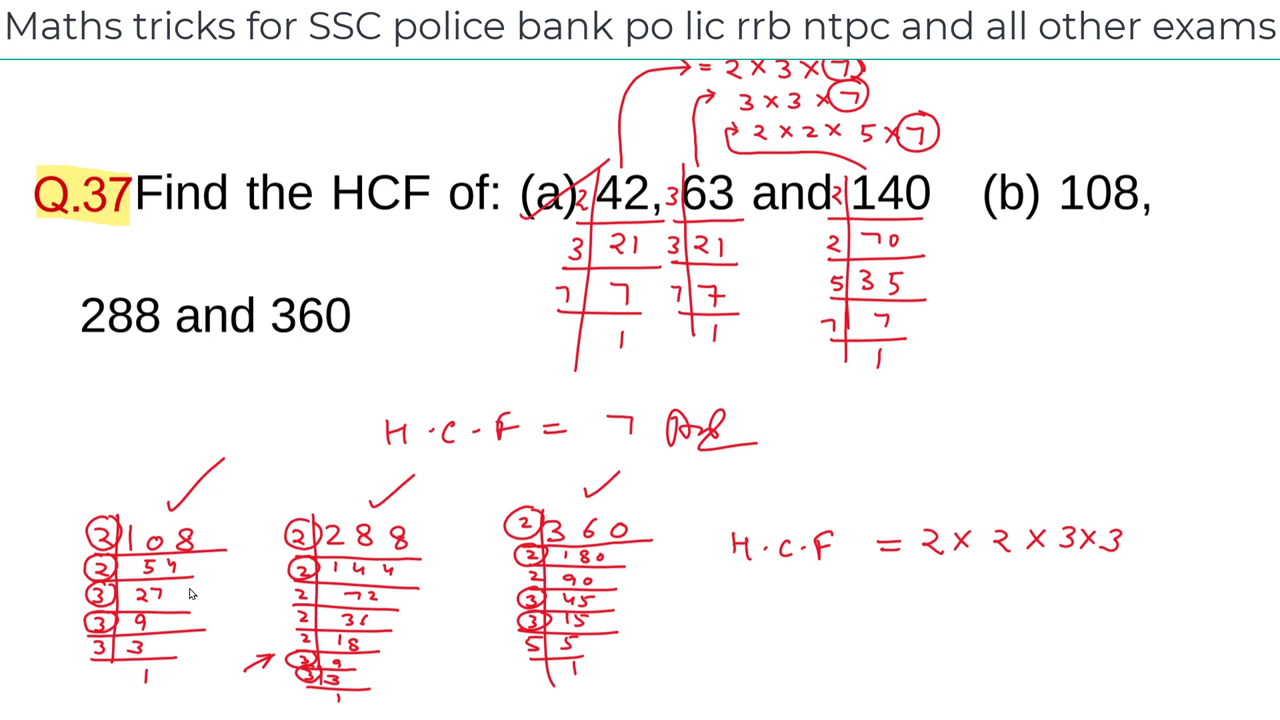 Maths tricks for SSC police bank po lic rrb ntpc and all other exams
= 2 × 3 × 7
3 × 3 × 7
2 × 2 × 5 × 7
Q.37 Find the HCF of: (a) 42, 63 and 140 (b) 108,
288 and 360
2 3 2
3 21 3 21 2 70
7 7 7 7 5 35
1 1 7 7
1
H.C.F = 7 Ans
3 108 2 288 2 360
2 54 2 144 2 180
3 27 2 72 2 90
3 9 2 36 3 45
3 3 2 18 3 15
1 3 9 5 5
3 3 1
1
H.C.F = 2 × 2 × 3 × 3